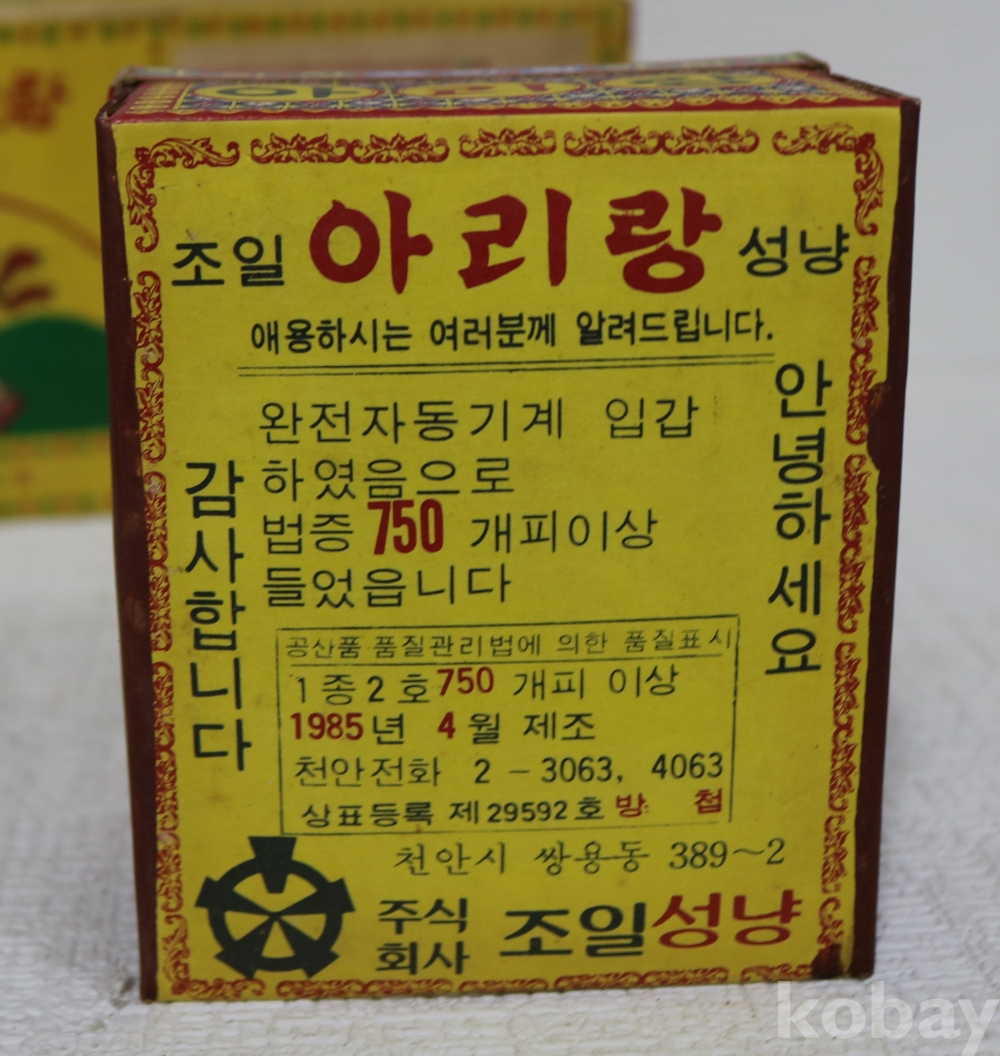 조일 아리랑 성냥
애용하시는 여러분께 알려드립니다.
안녕하세요
완전자동기계 입갑
하였음으로
법증 750 개피이상
들었읍니다
감사합니다
공산품 품질관리법에 의한 품질표시
1종2호 750 개피 이상
1985년 4월 제조
천안전화 2 - 3063, 4063
상표등록 제29592호 방첩
천안시 쌍용동 389~2
주식
회사 조일성냥
kobay